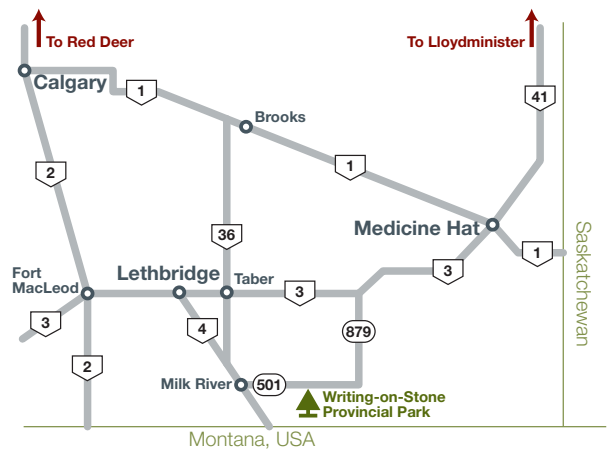 To Red Deer
To Lloydminister
Calgary
1
41
Brooks
2
1
Medicine Hat
36
Saskatchewan
1
Fort
MacLeod
Lethbridge
Taber
3
3
3
4
879
2
Milk River
501
Writing-on-Stone
Provincial Park
Montana, USA